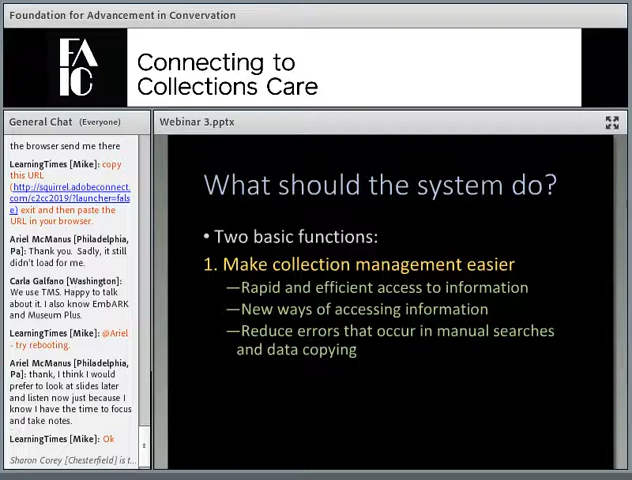 Foundation for Advancement in Convervation
FA
IC
Connecting to
Collections Care
General Chat (Everyone)
the browser send me there
LearningTimes [Mike]: copy
this URL
(http://squirrel.adobeconnect.
com/c2cc2019/?launcher=fals
e) exit and then paste the
URL in your browser.
Ariel McManus [Philadelphia,
Pa]: Thank you. Sadly, it still
didn't load for me.
Carla Galfano [Washington]:
We use TMS. Happy to talk
about it. I also know EmbARK
and Museum Plus.
LearningTimes [Mike]: @Ariel
- try rebooting.
Ariel McManus [Philadelphia,
Pa]: thank, I think I would
prefer to look at slides later
and listen now just because I
know I have the time to focus
and take notes.
LearningTimes [Mike]: Ok
Sharon Corey [Chesterfield] is t...
Webinar 3.pptx
What should the system do?
• Two basic functions:
1. Make collection management easier
—Rapid and efficient access to information
—New ways of accessing information
—Reduce errors that occur in manual searches
and data copying